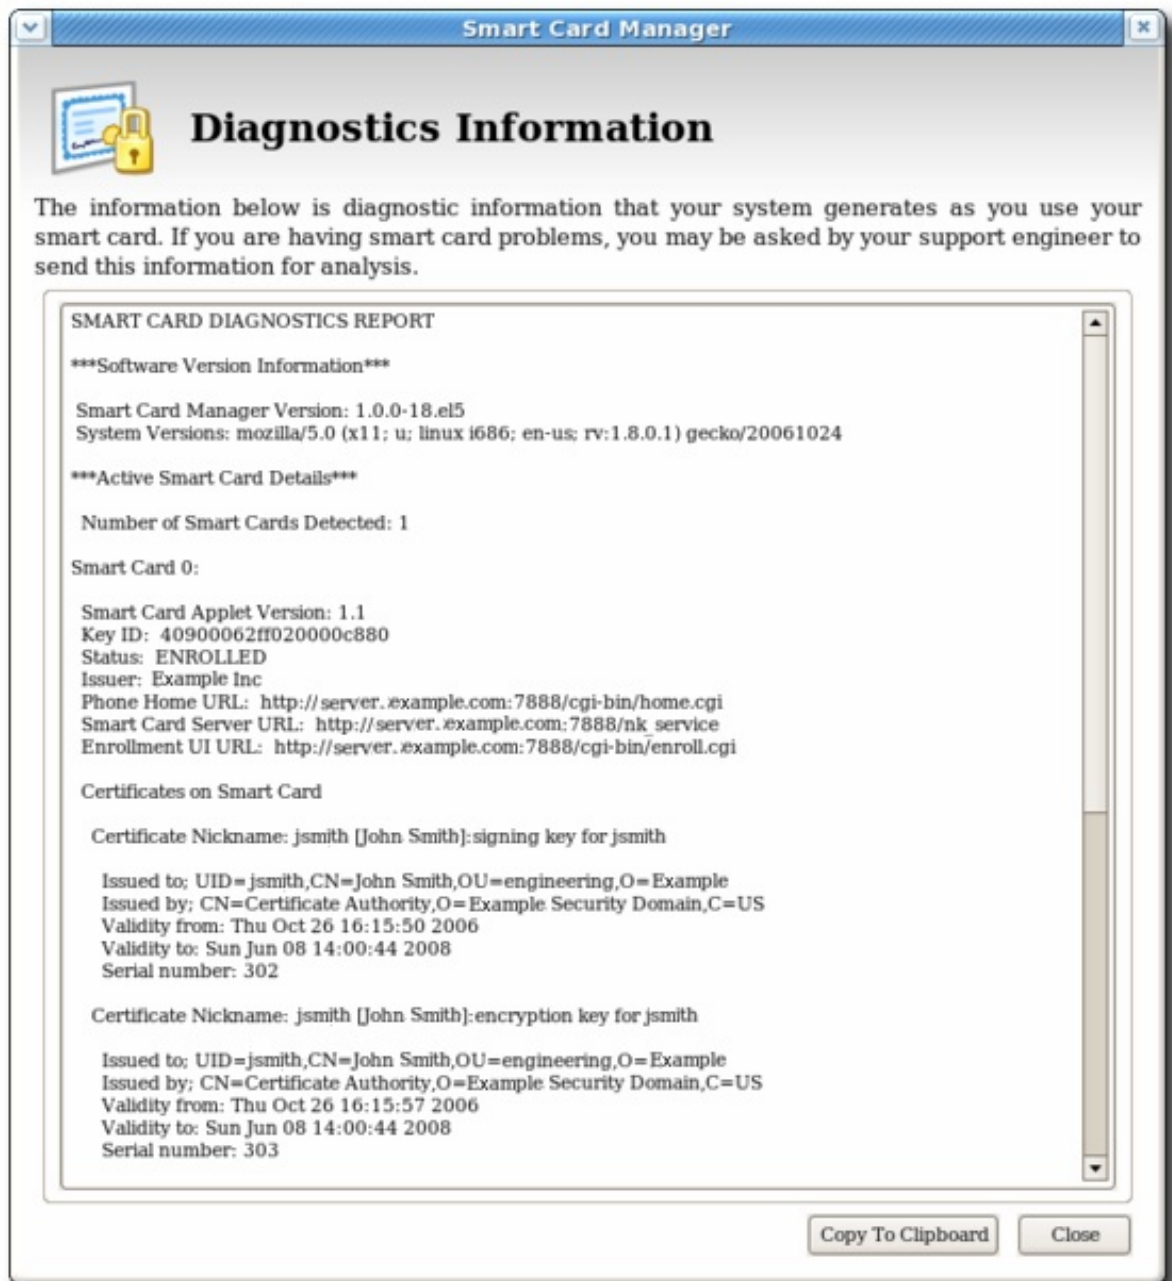 Smart Card Manager
Diagnostics Information
The information below is diagnostic information that your system generates as you use your
smart card. If you are having smart card problems, you may be asked by your support engineer to
send this information for analysis.
SMART CARD DIAGNOSTICS REPORT
***Software Version Information***
Smart Card Manager Version: 1.0.0-18.el5
System Versions: mozilla/5.0 (x11; u; linux i686; en-us; rv:1.8.0.1) gecko/20061024
***Active Smart Card Details***
Number of Smart Cards Detected: 1
Smart Card 0:
Smart Card Applet Version: 1.1
Key ID: 40900062ff020000c880
Status: ENROLLED
Issuer: Example Inc
Phone Home URL: http://server.example.com:7888/cgi-bin/home.cgi
Smart Card Server URL: http://server.example.com:7888/nk_service
Enrollment UI URL: http://server.example.com:7888/cgi-bin/enroll.cgi
Certificates on Smart Card
Certificate Nickname: jsmith [John Smith]:signing key for jsmith
Issued to; UID=jsmith,CN=John Smith,OU=engineering,O=Example
Issued by; CN=Certificate Authority,O=Example Security Domain,C=US
Validity from: Thu Oct 26 16:15:50 2006
Validity to: Sun Jun 08 14:00:44 2008
Serial number: 302
Certificate Nickname: jsmith [John Smith]:encryption key for jsmith
Issued to; UID=jsmith,CN=John Smith,OU=engineering,O=Example
Issued by; CN=Certificate Authority,O=Example Security Domain,C=US
Validity from: Thu Oct 26 16:15:57 2006
Validity to: Sun Jun 08 14:00:44 2008
Serial number: 303
Copy To Clipboard
Close